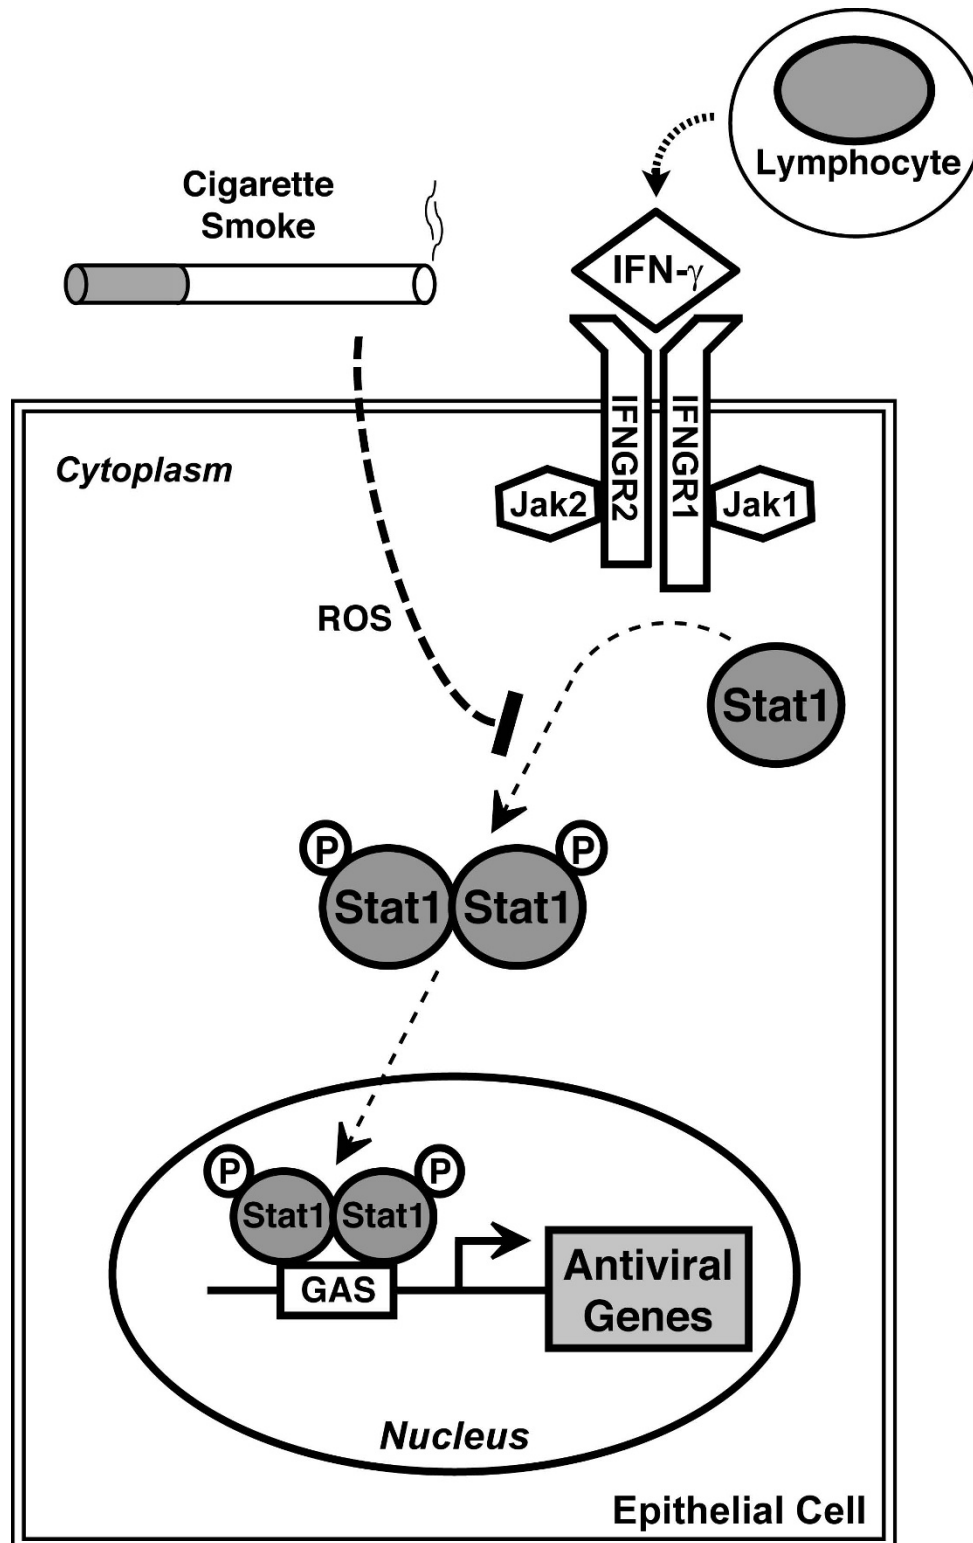 Lymphocyte
Cigarette
Smoke
IFN-γ
IFNGR2
IFNGR1
Cytoplasm
Jak2
Jak1
ROS
Stat1
P
P
Stat1
Stat1
P
P
Stat1
Stat1
GAS
Antiviral
Genes
Nucleus
Epithelial Cell